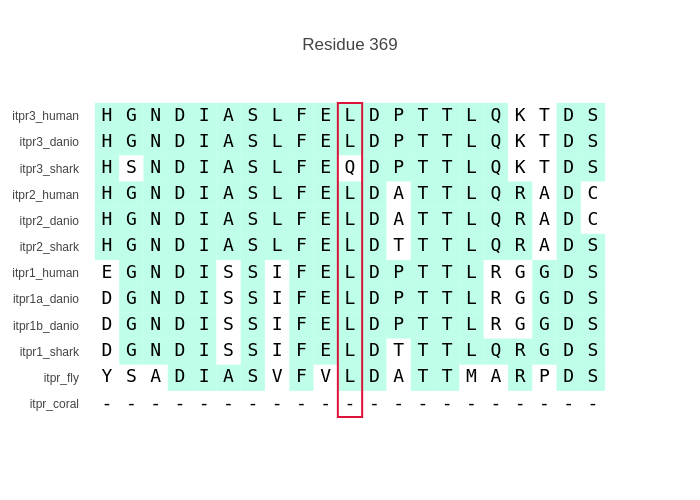 Residue 369
itpr3_human H G N D I A S L F E L D P T T L Q K T D S
itpr3_danio H G N D I A S L F E L D P T T L Q K T D S
itpr3_shark H S N D I A S L F E Q D P T T L Q K T D S
itpr2_human H G N D I A S L F E L D A T T L Q R A D C
itpr2_danio H G N D I A S L F E L D A T T L Q R A D C
itpr2_shark H G N D I A S L F E L D T T T L Q R A D S
itpr1_human E G N D I S S I F E L D P T T L R G G D S
itpr1a_danio D G N D I S S I F E L D P T T L R G G D S
itpr1b_danio D G N D I S S I F E L D P T T L R G G D S
itpr1_shark D G N D I S S I F E L D T T T L Q R G D S
itpr_fly Y S A D I A S V F V L D A T T M A R P D S
itpr_coral - - - - - - - - - - - - - - - - - - - - -